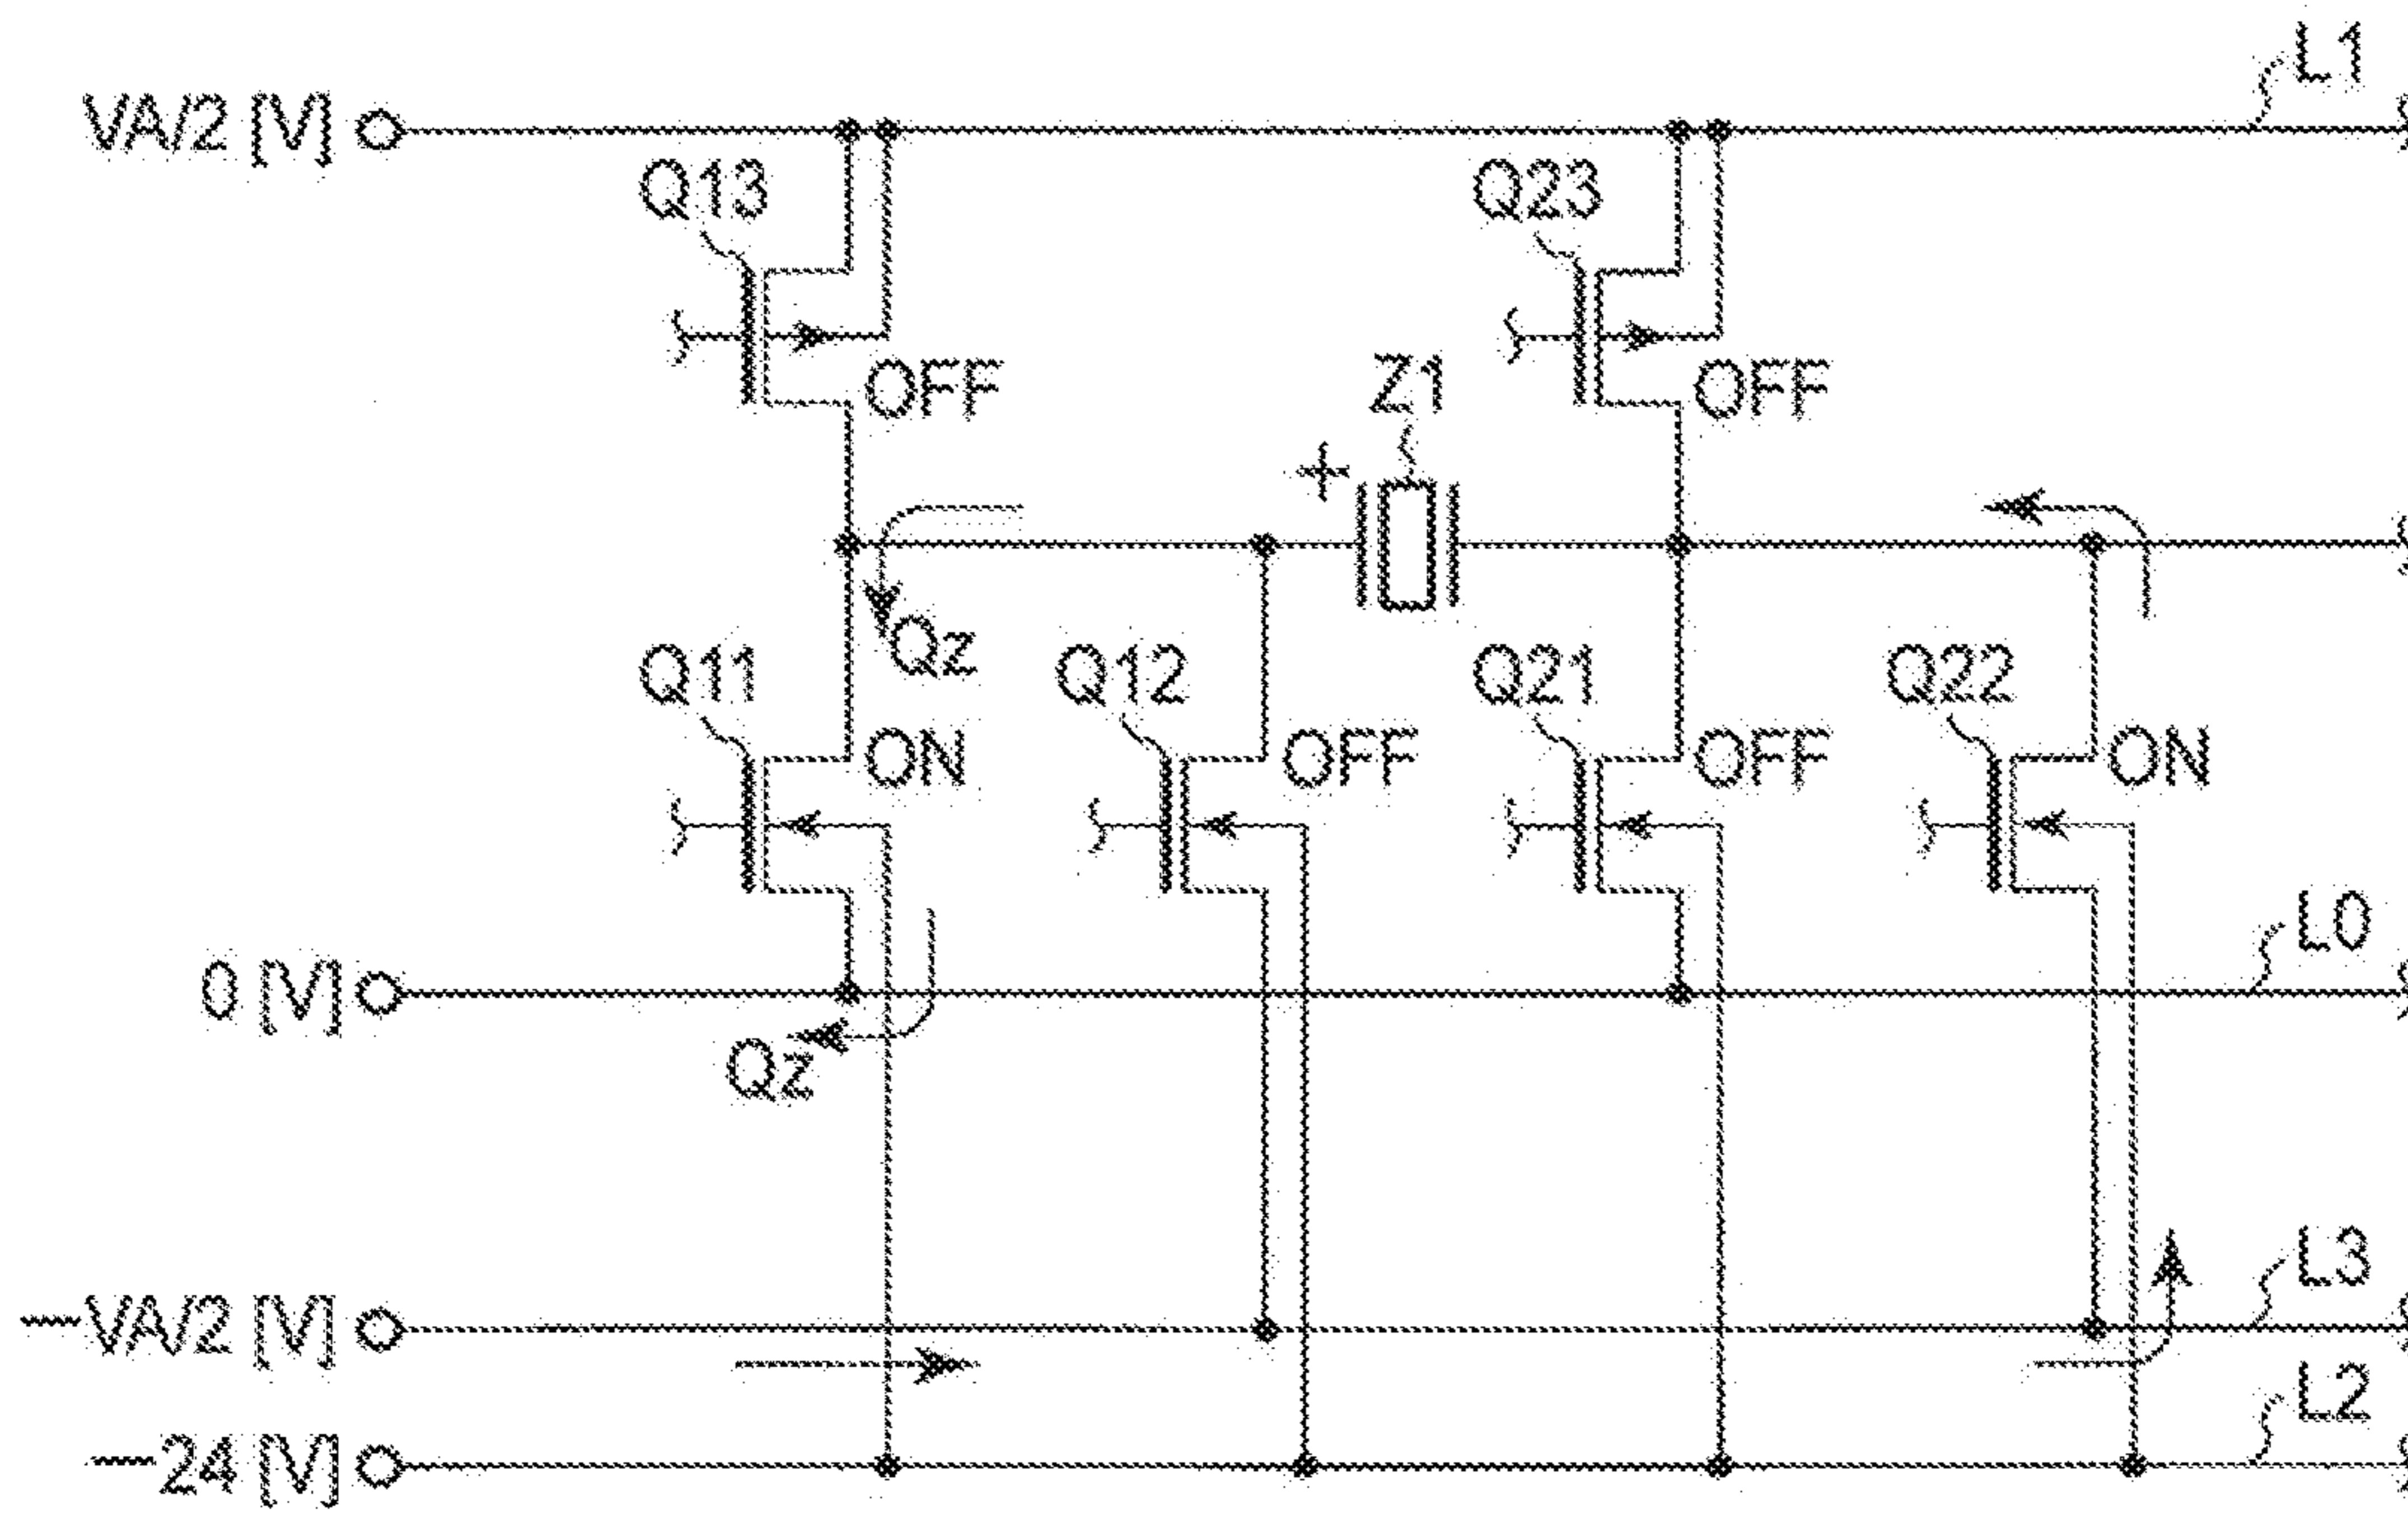 L1
VA/2 [V]
Q13
Q23
OFF
Z1
OFF
+
Qz
Q11
Q12
Q21
Q22
ON
OFF
OFF
ON
L0
0 [V]
Qz
L3
−VA/2 [V]
L2
−24 [V]